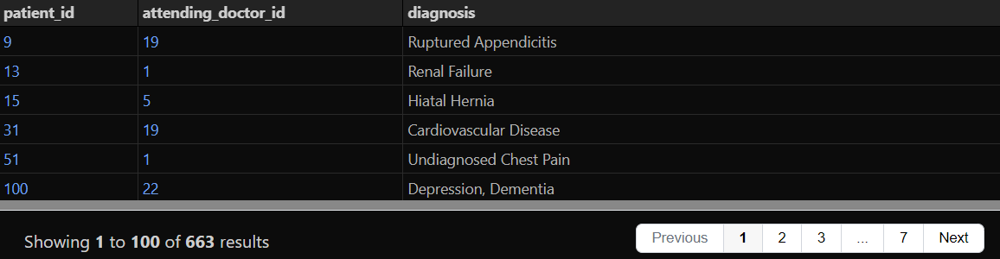 patient_id attending_doctor_id diagnosis
9 19 Ruptured Appendicitis
13 1 Renal Failure
15 5 Hiatal Hernia
31 19 Cardiovascular Disease
51 1 Undiagnosed Chest Pain
100 22 Depression, Dementia
Showing 1 to 100 of 663 results Previous 1 2 3 ... 7 Next